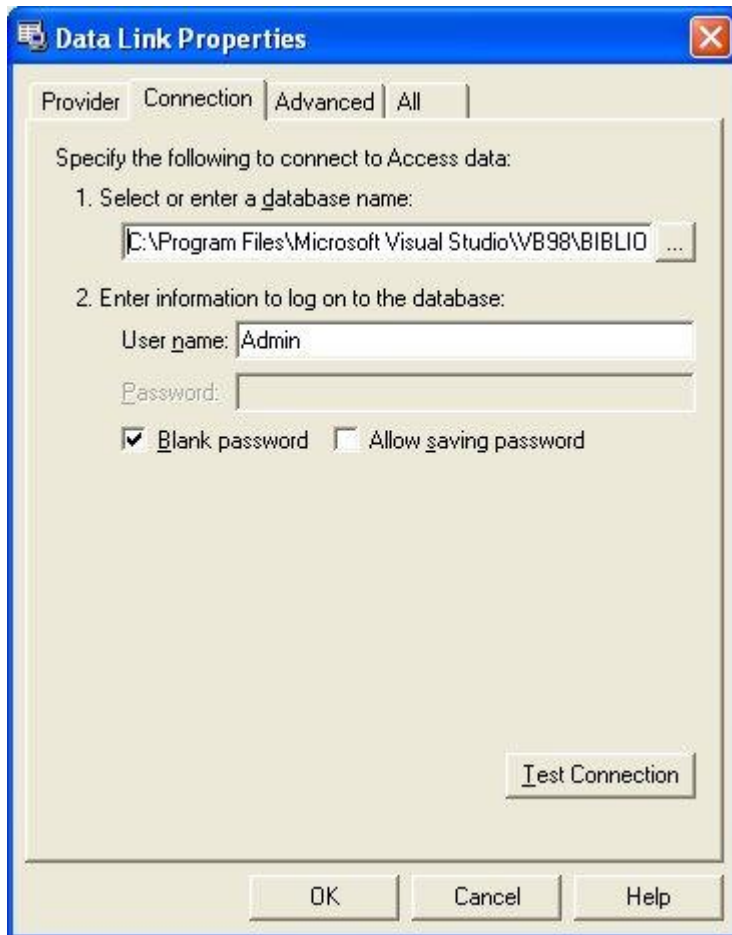 Data Link Properties
Provider Connection Advanced All
Specify the following to connect to Access data:
1. Select or enter a database name:
C:\Program Files\Microsoft Visual Studio\VB98\BIBLIO ...
2. Enter information to log on to the database:
User name: Admin
Password:
Blank password Allow saving password
Test Connection
OK Cancel Help